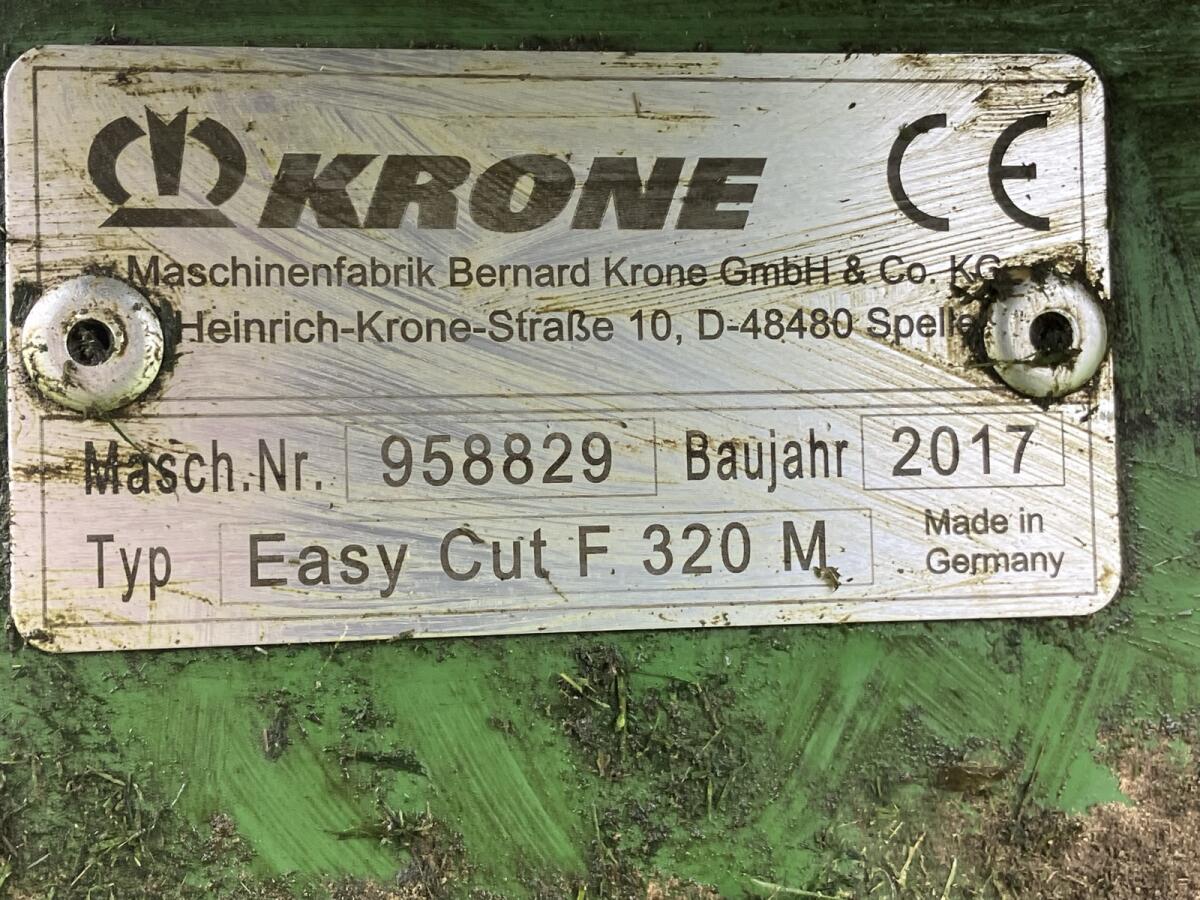 KRONE CE
Maschinenfabrik Bernard Krone GmbH & Co. KG
Heinrich-Krone-Straße 10, D-48480 Spelle
Masch.Nr. 958829 Baujahr 2017
Typ Easy Cut F 320 M
Made in
Germany